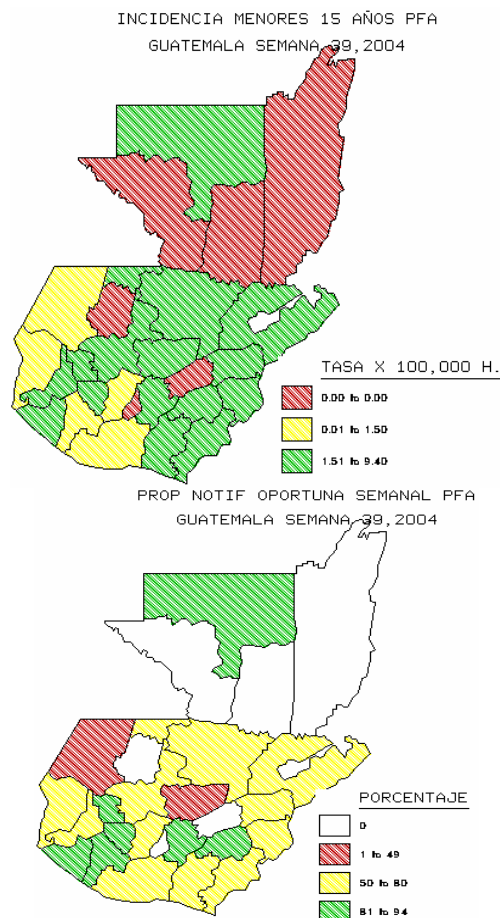 INCIDENCIA MENORES 15 AÑOS PFA
GUATEMALA SEMANA 39,2004
TASA X 100,000 H.
0.00 to 0.00
0.01 to 1.50
1.51 to 9.40
PROP NOTIF OPORTUNA SEMANAL PFA
GUATEMALA SEMANA 39,2004
PORCENTAJE
0
1 to 49
50 to 80
81 to 94